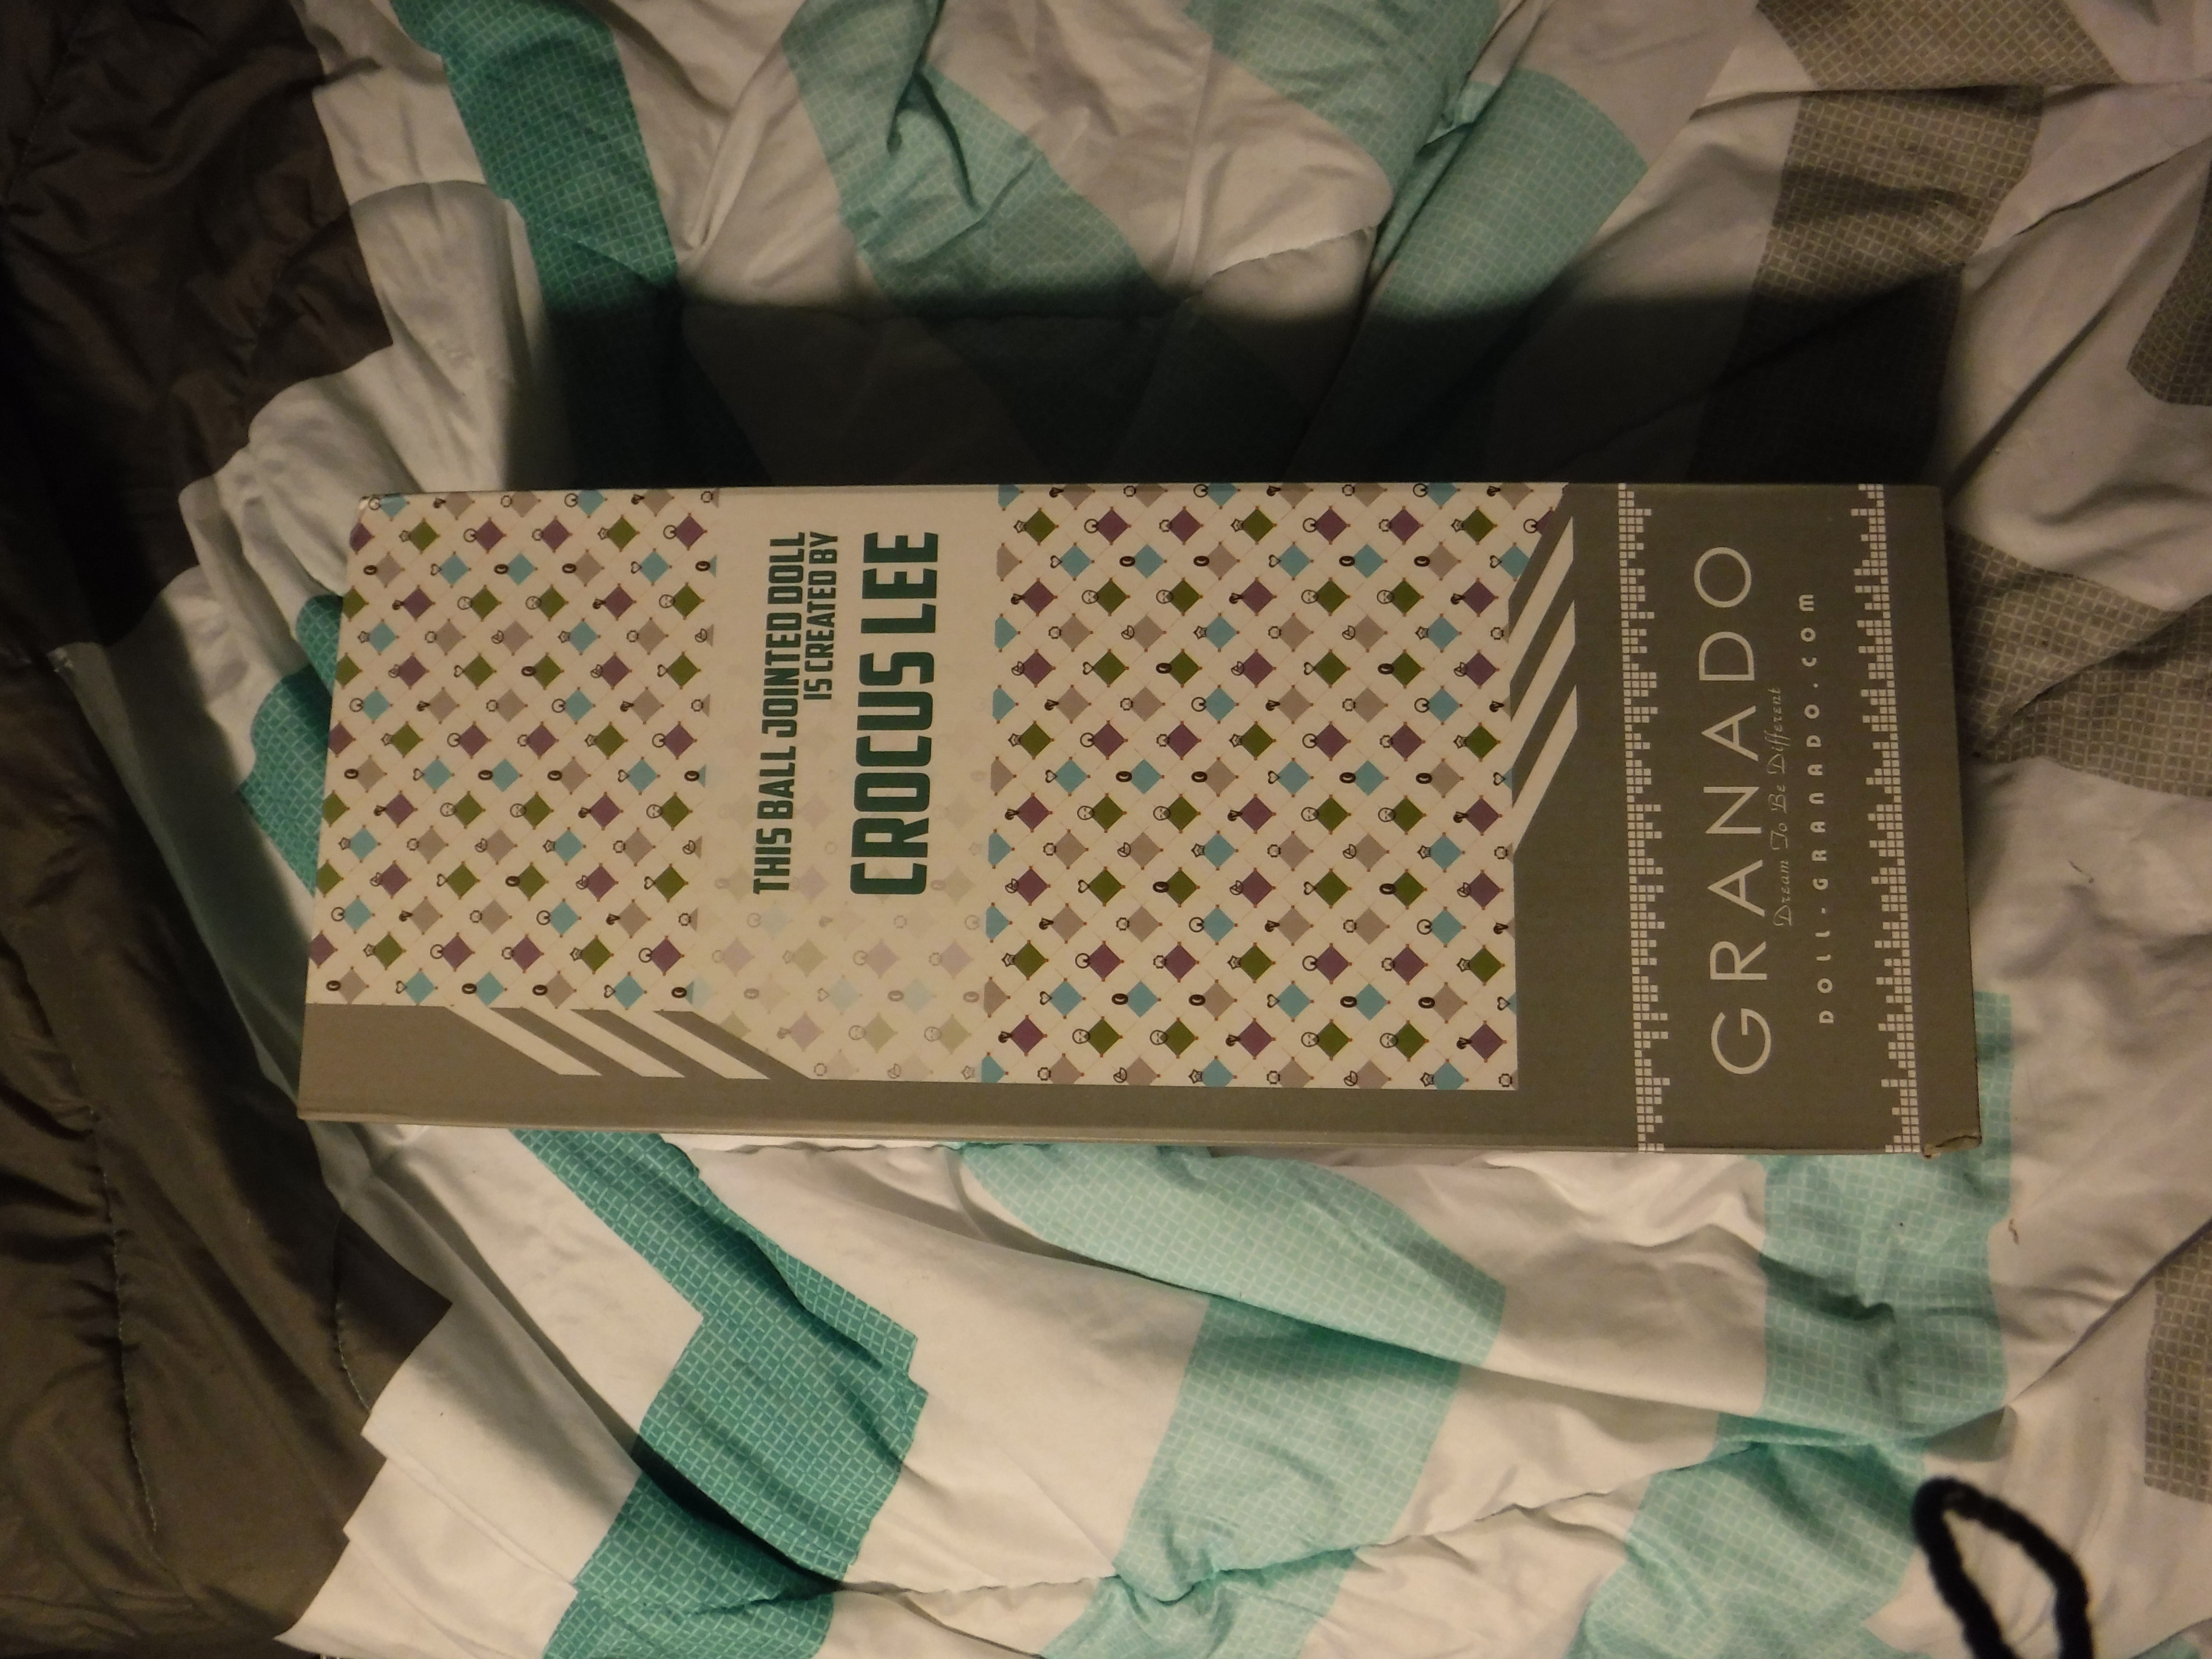 THIS BALL JOINTED DOLL
IS CREATED BY
CROCUS LEE
GRANADO
Dream To Be Different
DOLL-GRANADO.COM